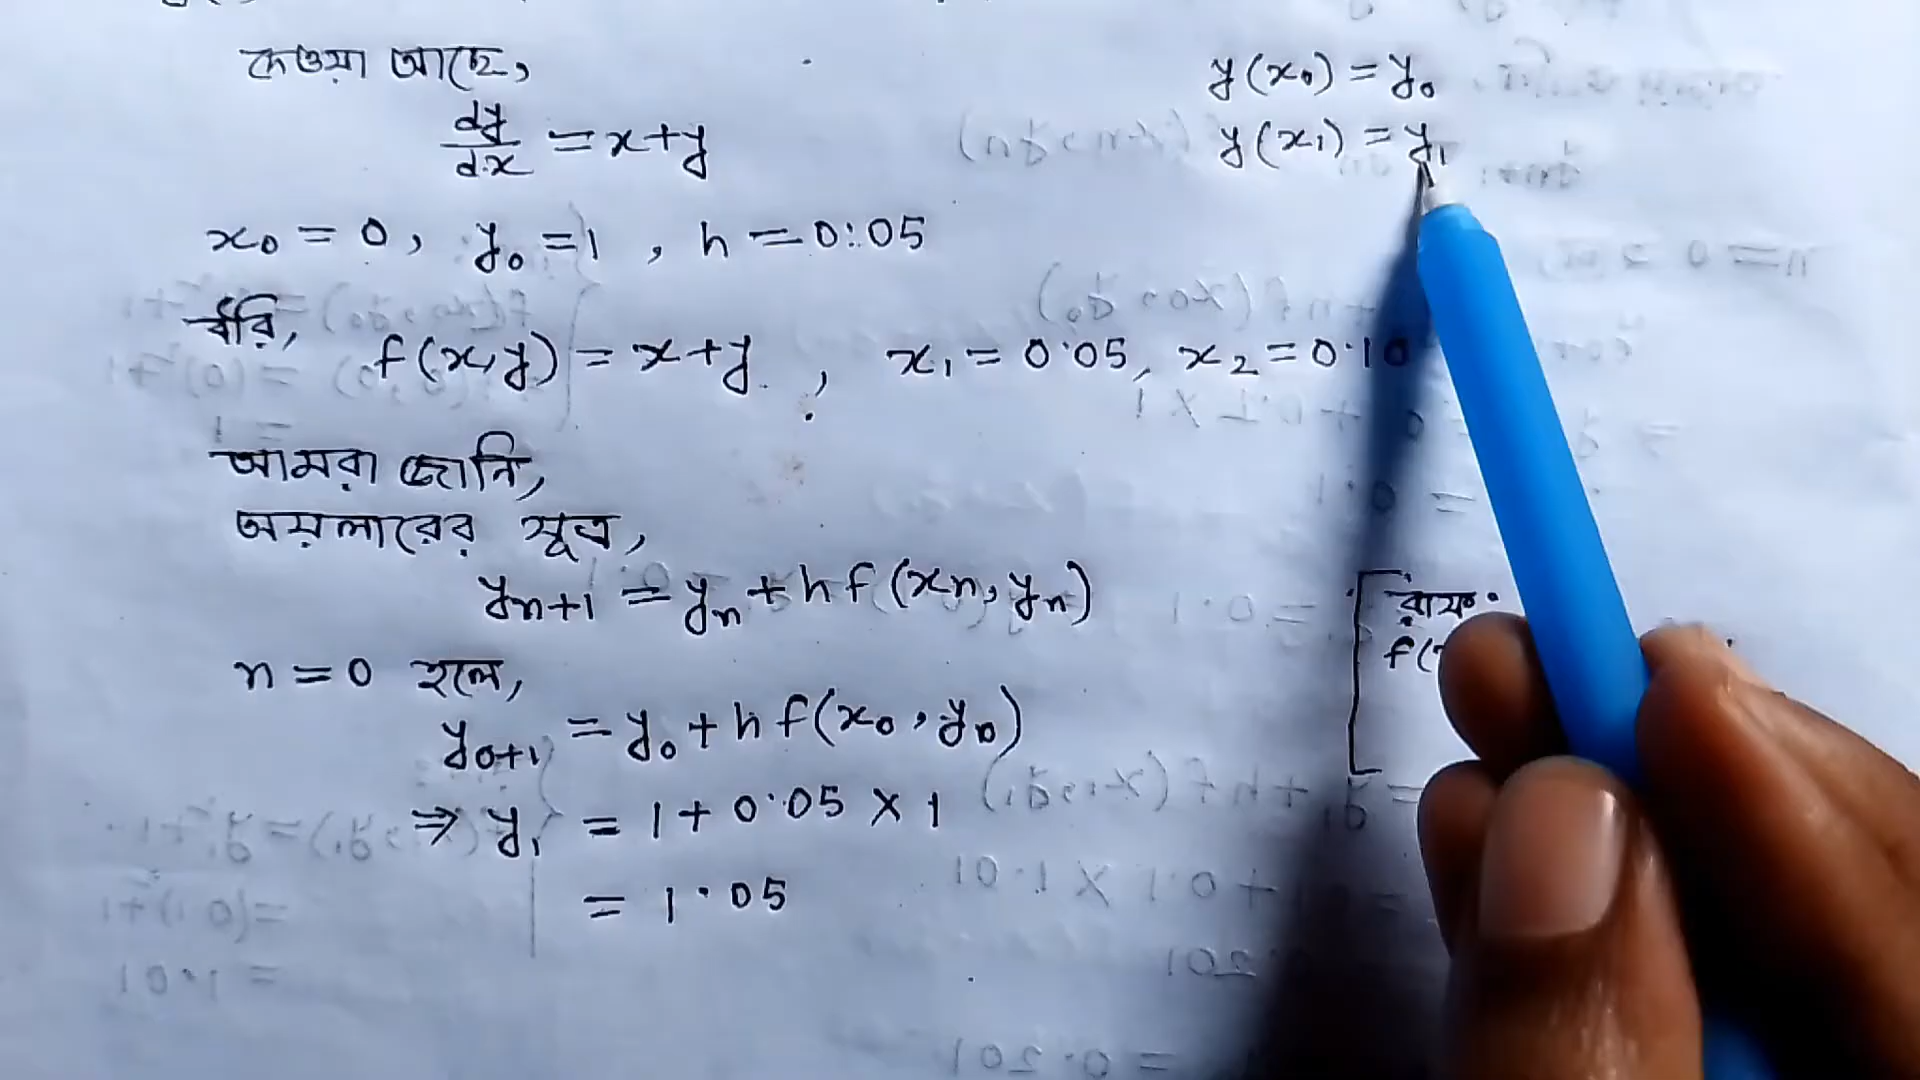 দেওয়া আছে,
dy/dx = x+y
x₀ = 0, y₀ = 1, h = 0.05
ধরি, f(x,y) = x+y, x₁ = 0.05, x₂ = 0.10
আমরা জানি,
অয়লারের সূত্র,
yₙ₊₁ = yₙ + hf(xₙ, yₙ)
n = 0 হলে,
y₀₊₁ = y₀ + hf(x₀, y₀)
⇒ y₁ = 1 + 0.05 × 1
= 1.05
y(x₀) = y₀
y(x₁) = y₁
f(